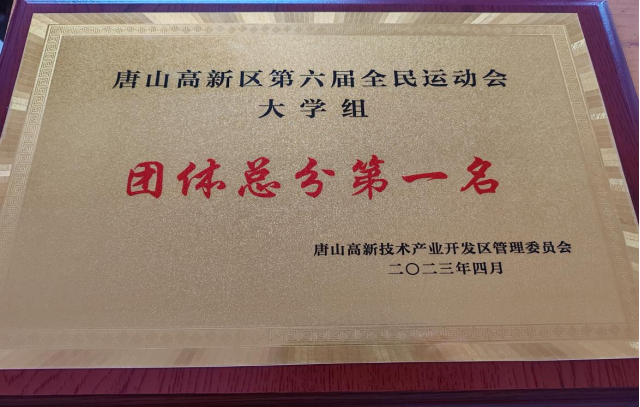 唐山高新区第六届全民运动会
大学组
团体总分第一名
唐山高新技术产业开发区管理委员会
二〇二三年四月